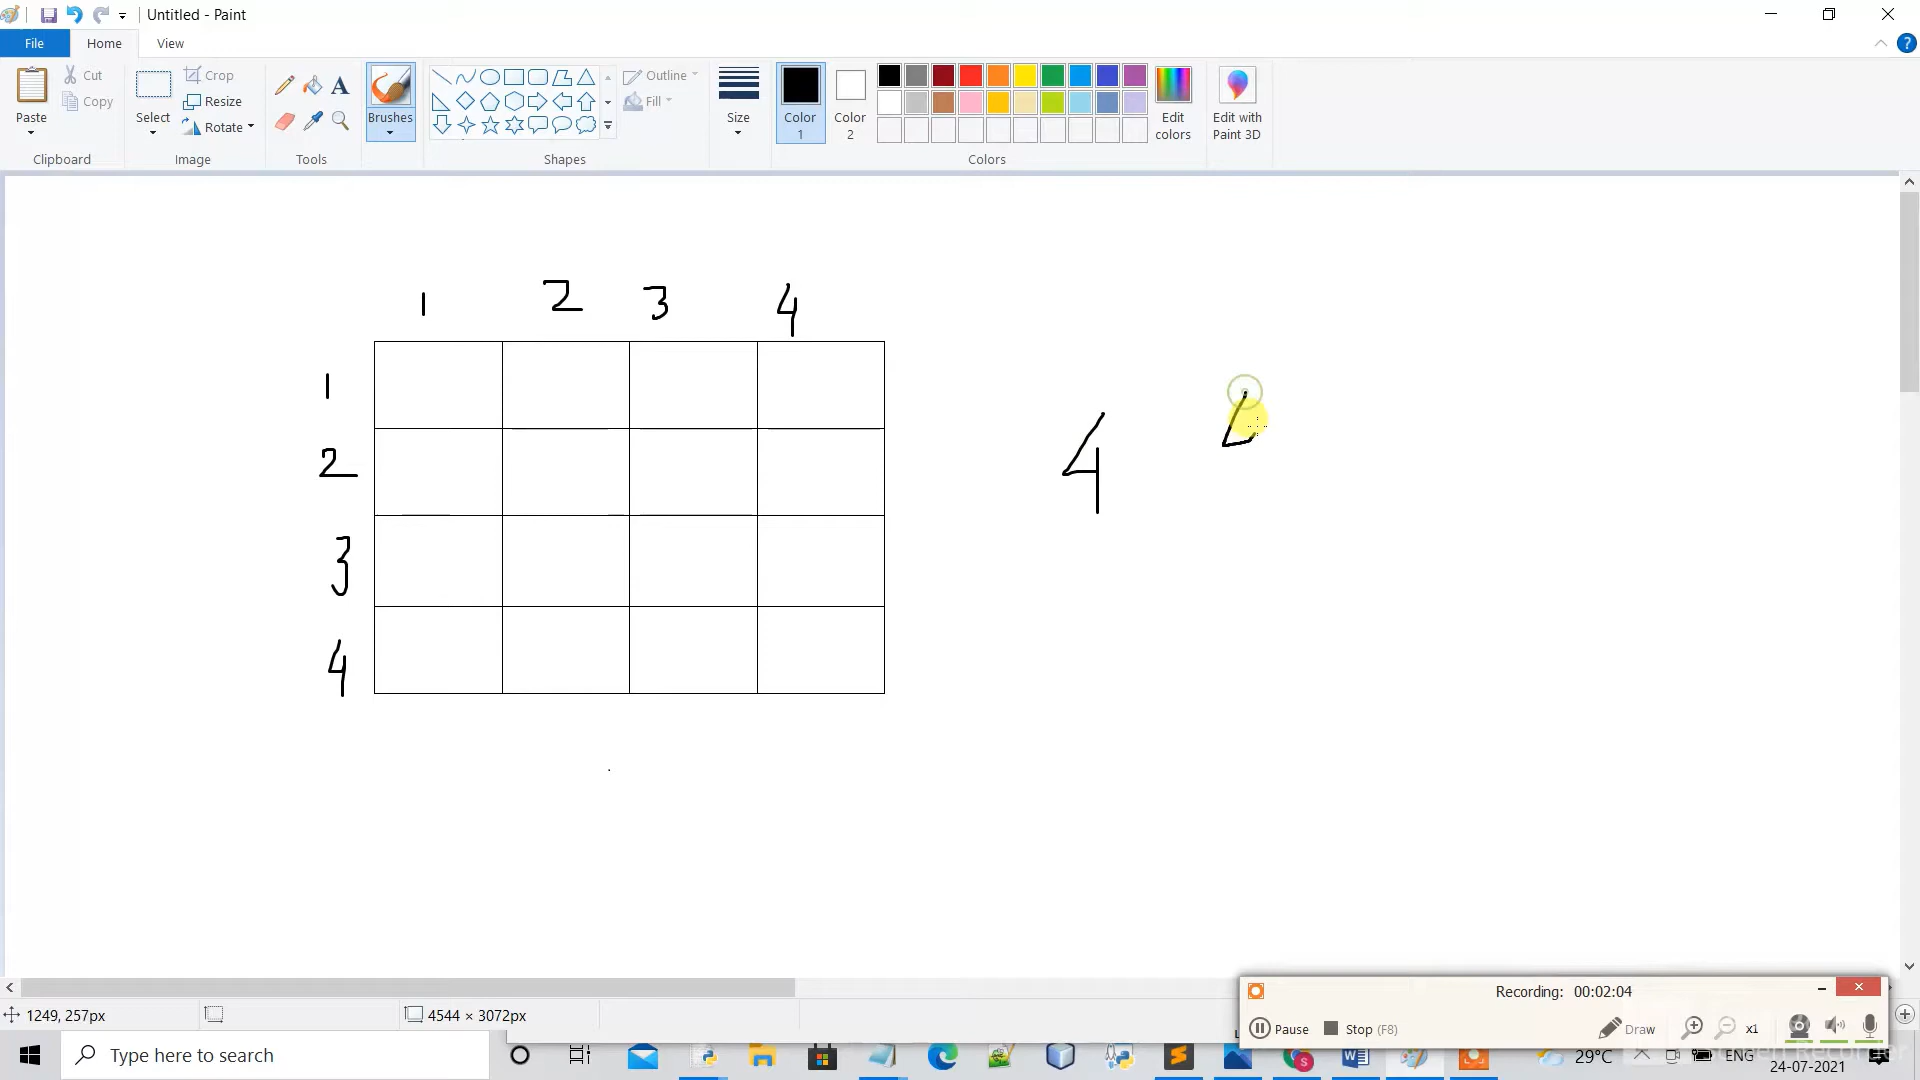 Untitled - Paint
File Home View
Paste Cut Copy Select Crop Resize Rotate Brushes Outline Fill Size Color 1 Color 2 Edit colors Edit with Paint 3D
Clipboard Image Tools Shapes Colors
1 2 3 4
1
2
3
4
4
Recording: 00:02:04
Pause Stop (F8) Draw x1
1249, 257px 4544 × 3072px
Type here to search
29°C ENG
24-07-2021